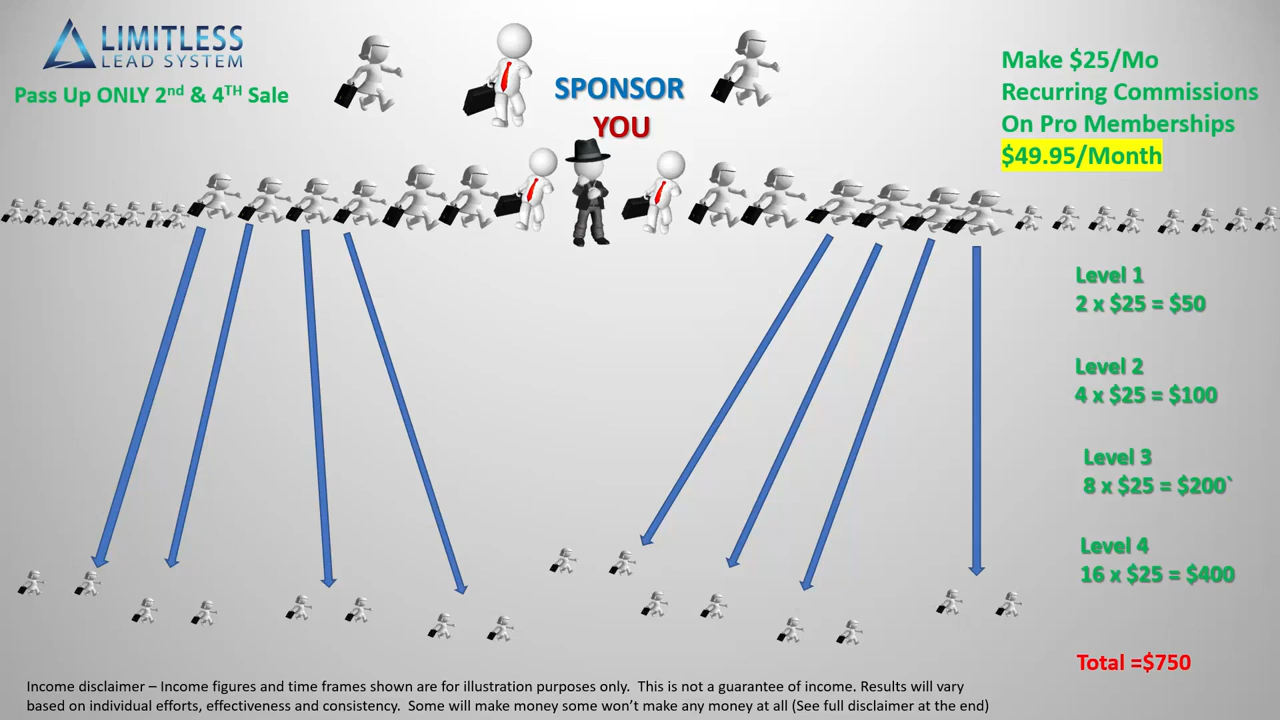 LIMITLESS
LEAD SYSTEM
Pass Up ONLY 2nd & 4TH Sale
SPONSOR
YOU
Make $25/Mo
Recurring Commissions
On Pro Memberships
$49.95/Month
Level 1
2 x $25 = $50
Level 2
4 x $25 = $100
Level 3
8 x $25 = $200`
Level 4
16 x $25 = $400
Total =$750
Income disclaimer – Income figures and time frames shown are for illustration purposes only.  This is not a guarantee of income. Results will vary
based on individual efforts, effectiveness and consistency.  Some will make money some won't make any money at all (See full disclaimer at the end)